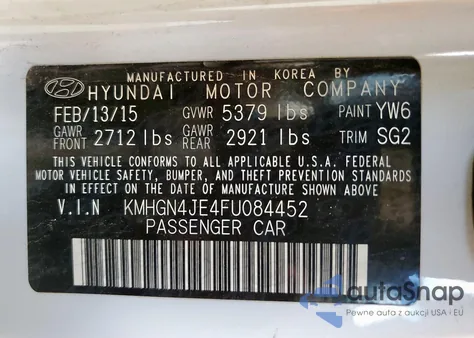 MANUFACTURED IN KOREA BY
HYUNDAI MOTOR COMPANY
FEB/13/15 GVWR 5379 lbs PAINT YW6
GAWR FRONT 2712 lbs GAWR REAR 2921 lbs TRIM SG2
THIS VEHICLE CONFORMS TO ALL APPLICABLE U.S.A. FEDERAL
MOTOR VEHICLE SAFETY, BUMPER, AND THEFT PREVENTION STANDARDS
IN EFFECT ON THE DATE OF MANUFACTURE SHOWN ABOVE.
V.I.N KMHGN4JE4FU084452
PASSENGER CAR
autoSnap
Pewne auta z aukcji USA i EU